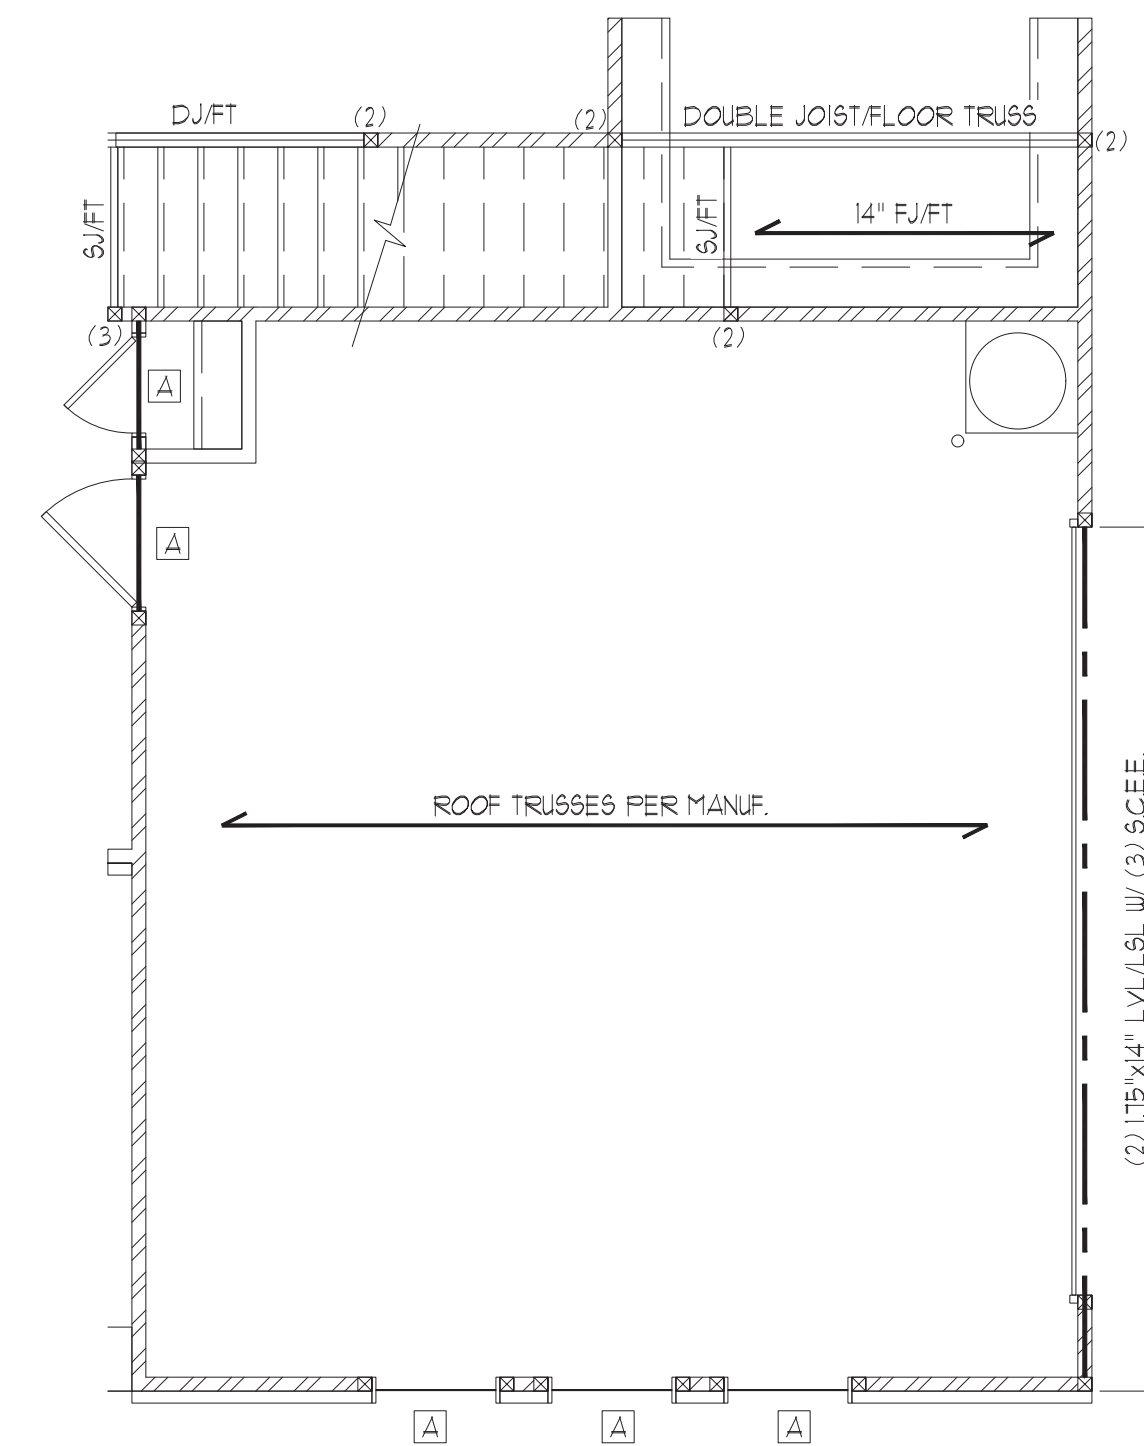 DJ/FT
(2)
(2)
DOUBLE JOIST/FLOOR TRUSS
(2)
SJ/FT
SJ/FT
14" FJ/FT
(3)
(2)
A
A
ROOF TRUSSES PER MANUF.
(2) 1.75"x14" LVL/LSL W/ (3) S.C.E.E.
A
A
A